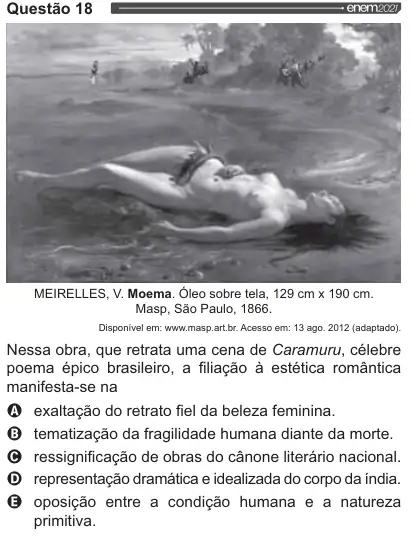 Questão 18
enem2021
MEIRELLES, V. Moema. Óleo sobre tela, 129 cm x 190 cm.
Masp, São Paulo, 1866.
Disponível em: www.masp.art.br. Acesso em: 13 ago. 2012 (adaptado).
Nessa obra, que retrata uma cena de Caramuru, célebre
poema épico brasileiro, a filiação à estética romântica
manifesta-se na
A exaltação do retrato fiel da beleza feminina.
B tematização da fragilidade humana diante da morte.
C ressignificação de obras do cânone literário nacional.
D representação dramática e idealizada do corpo da índia.
E oposição entre a condição humana e a natureza
primitiva.